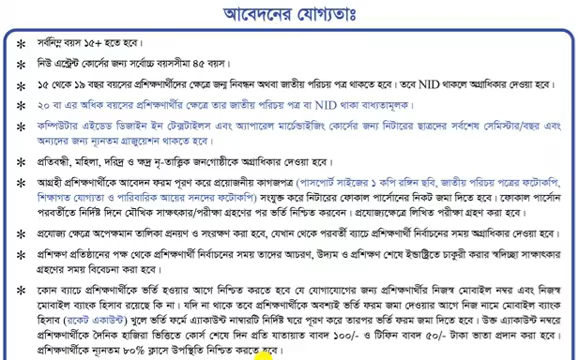 আবেদনের যোগ্যতাঃ
* সর্বনিম্ন বয়স ১৫+ হতে হবে।
* নিউ এন্ট্রেন্ট কোর্সের জন্য সর্বোচ্চ বয়সসীমা ৪৫ বয়স।
* ১৫ থেকে ১৯ বছর বয়সের প্রশিক্ষণার্থীদের ক্ষেত্রে জন্ম নিবন্ধন অথবা জাতীয় পরিচয় পত্র থাকতে হবে। তবে NID থাকলে অগ্রাধিকার দেওয়া হবে।
* ২০ বা এর অধিক বয়সের প্রশিক্ষণার্থীর ক্ষেত্রে তার জাতীয় পরিচয় পত্র বা NID থাকা বাধ্যতামূলক।
* কম্পিউটার এইডেড ডিজাইন ইন টেক্সটাইলস এবং অ্যাপারেল মার্চেন্ডাইজিং কোর্সের জন্য নিটারের ছাত্রদের সর্বশেষ সেমিস্টার/বছর এবং
অন্যদের জন্য ন্যূনতম গ্রাজুয়েশন থাকতে হবে।
* প্রতিবন্ধী, মহিলা, দরিদ্র ও ক্ষদ্র নৃ-তাত্ত্বিক জনগোষ্ঠীকে অগ্রাধিকার দেওয়া হবে।
* আগ্রহী প্রশিক্ষণার্থীকে আবেদন ফরম পূরণ করে প্রয়োজনীয় কাগজপত্র (পাসপোর্ট সাইজের ১ কপি রঙ্গিন ছবি, জাতীয় পরিচয় পত্রের ফটোকপি,
শিক্ষাগত যোগ্যতা ও পারিবারিক আয়ের সনদের ফটোকপি) সংযুক্ত করে নিটারের ফোকাল পার্সোনের নিকট জমা দিতে হবে। ফোকাল পার্সোন
পরবর্তীতে নির্দিষ্ট দিনে মৌখিক সাক্ষৎকার/পরীক্ষা গ্রহণের পর ভর্তি নিশ্চিত করবেন। প্রযোজ্যক্ষেত্রে লিখিত পরীক্ষা গ্রহণ করা হবে।
* প্রযোজ্য ক্ষেত্রে অপেক্ষমান তালিকা প্রনয়ণ ও সংরক্ষণ করা হবে, যেখান থেকে পরবর্তী ব্যাচে প্রশিক্ষণার্থী নির্বাচনের সময় অগ্রাধিকার দেওয়া হবে।
* প্রশিক্ষণ প্রতিষ্ঠানের পক্ষ থেকে প্রশিক্ষণার্থী নির্বাচনের সময় তাদের আচরণ, উদ্যম ও প্রশিক্ষণ শেষে ইন্ডাস্ট্রিতে চাকুরী করার স্বদিচ্ছা সাক্ষাৎকার
গ্রহণের সময় বিবেচনা করা হবে।
* কোন ব্যাচে প্রশিক্ষণার্থীকে ভর্তি হওয়ার আগে নিশ্চিত করতে হবে যে যোগাযোগের জন্য প্রশিক্ষণার্থীর নিজস্ব মোবাইল নম্বর এবং নিজস্ব
মোবাইল ব্যাংক হিসাব রয়েছে কি না। যদি না থাকে তবে প্রশিক্ষণার্থীকে অবশ্যই ভর্তি ফরম জমা দেওয়ার আগে নিজ নামে মোবাইল ব্যাংক
হিসাব (রকেট একাউন্ট) খুলে ভর্তি ফর্মে এ্যাকাউন্ট নাম্বারটি নির্দিষ্ট ঘরে পূরণ করে তারপর ভর্তি ফরম জমা দিতে হবে। উক্ত এ্যাকাউন্ট নম্বরে
প্রশিক্ষণার্থীকে দৈনিক হাজিরা ভিত্তিতে কোর্স শেষে দিন প্রতি যাতায়াত বাবদ ১০০/- ও টিফিন বাবদ ৫০/- টাকা ভাতা প্রদান করা হবে।
প্রশিক্ষণার্থীকে ন্যূনতম ৮০% ক্লাসে উপস্থিতি নিশ্চিত করতে হবে।